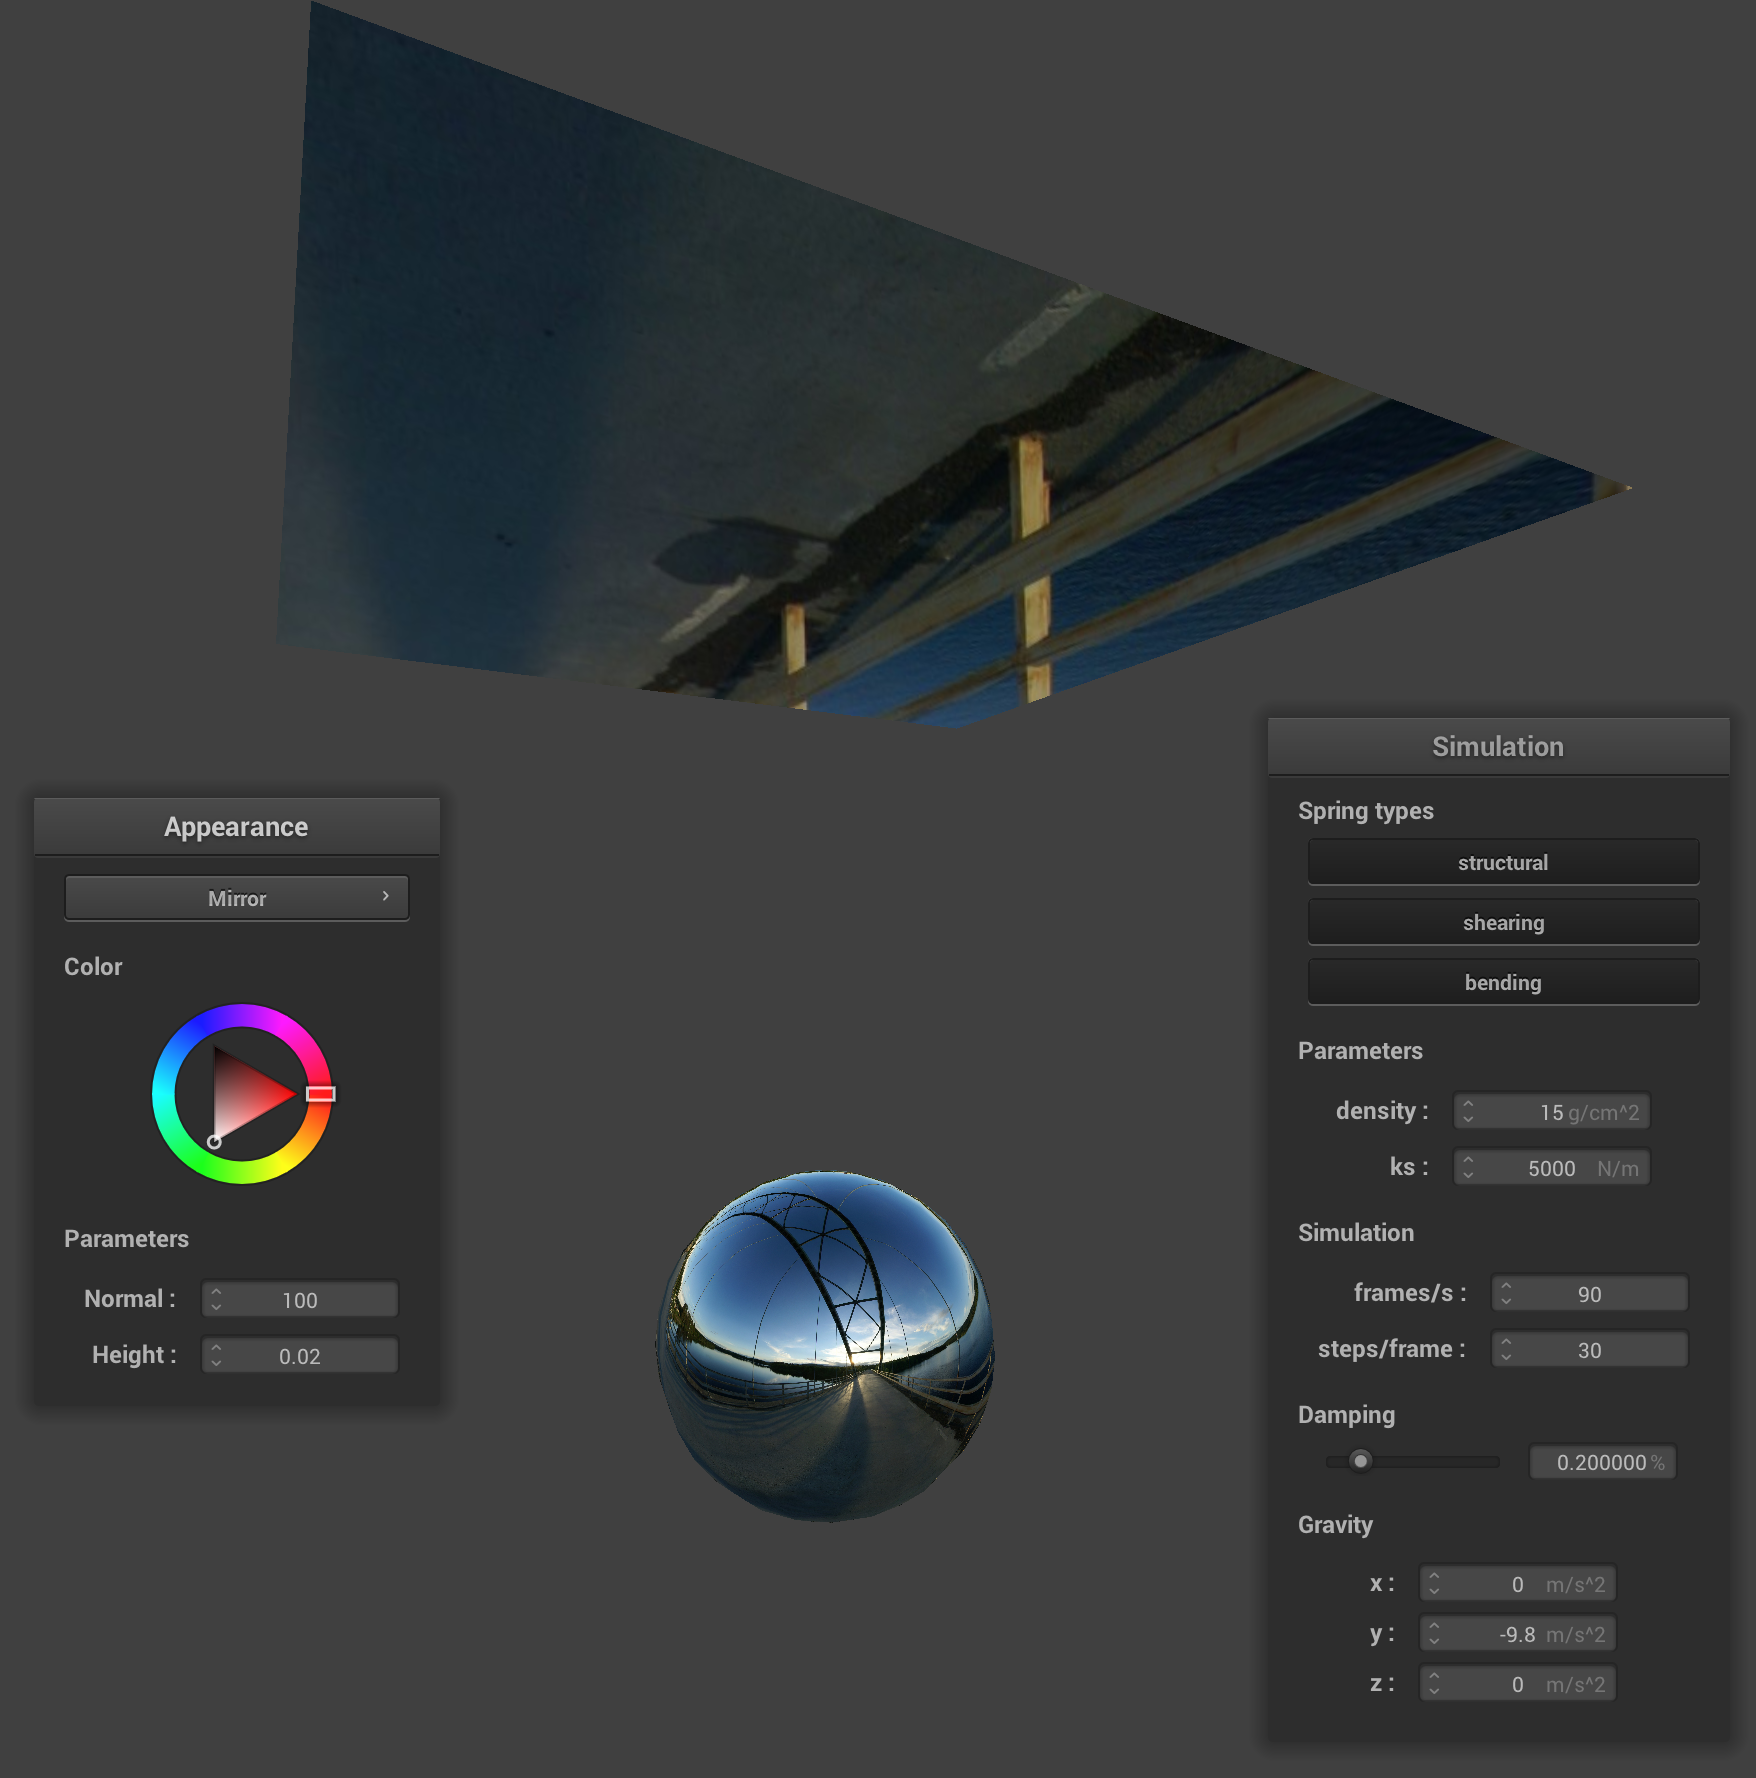 Appearance
Mirror
Color
Parameters
Normal : 100
Height : 0.02
Simulation
Spring types
structural
shearing
bending
Parameters
density : 15 g/cm^2
ks : 5000 N/m
Simulation
frames/s : 90
steps/frame : 30
Damping
0.200000 %
Gravity
x : 0 m/s^2
y : -9.8 m/s^2
z : 0 m/s^2